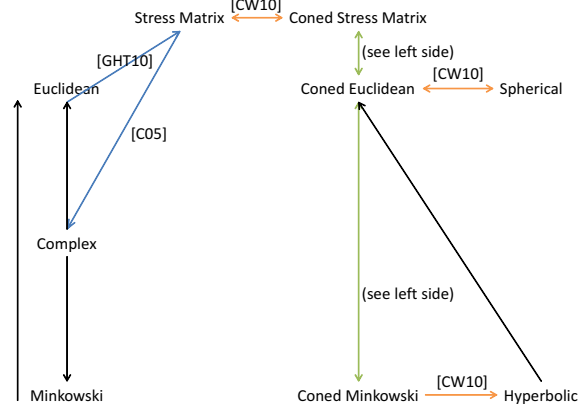 [CW10]
Stress Matrix
Coned Stress Matrix
[GHT10]
(see left side)
[CW10]
Euclidean
Coned Euclidean
Spherical
[C05]
Complex
(see left side)
[CW10]
Minkowski
Coned Minkowski
Hyperbolic